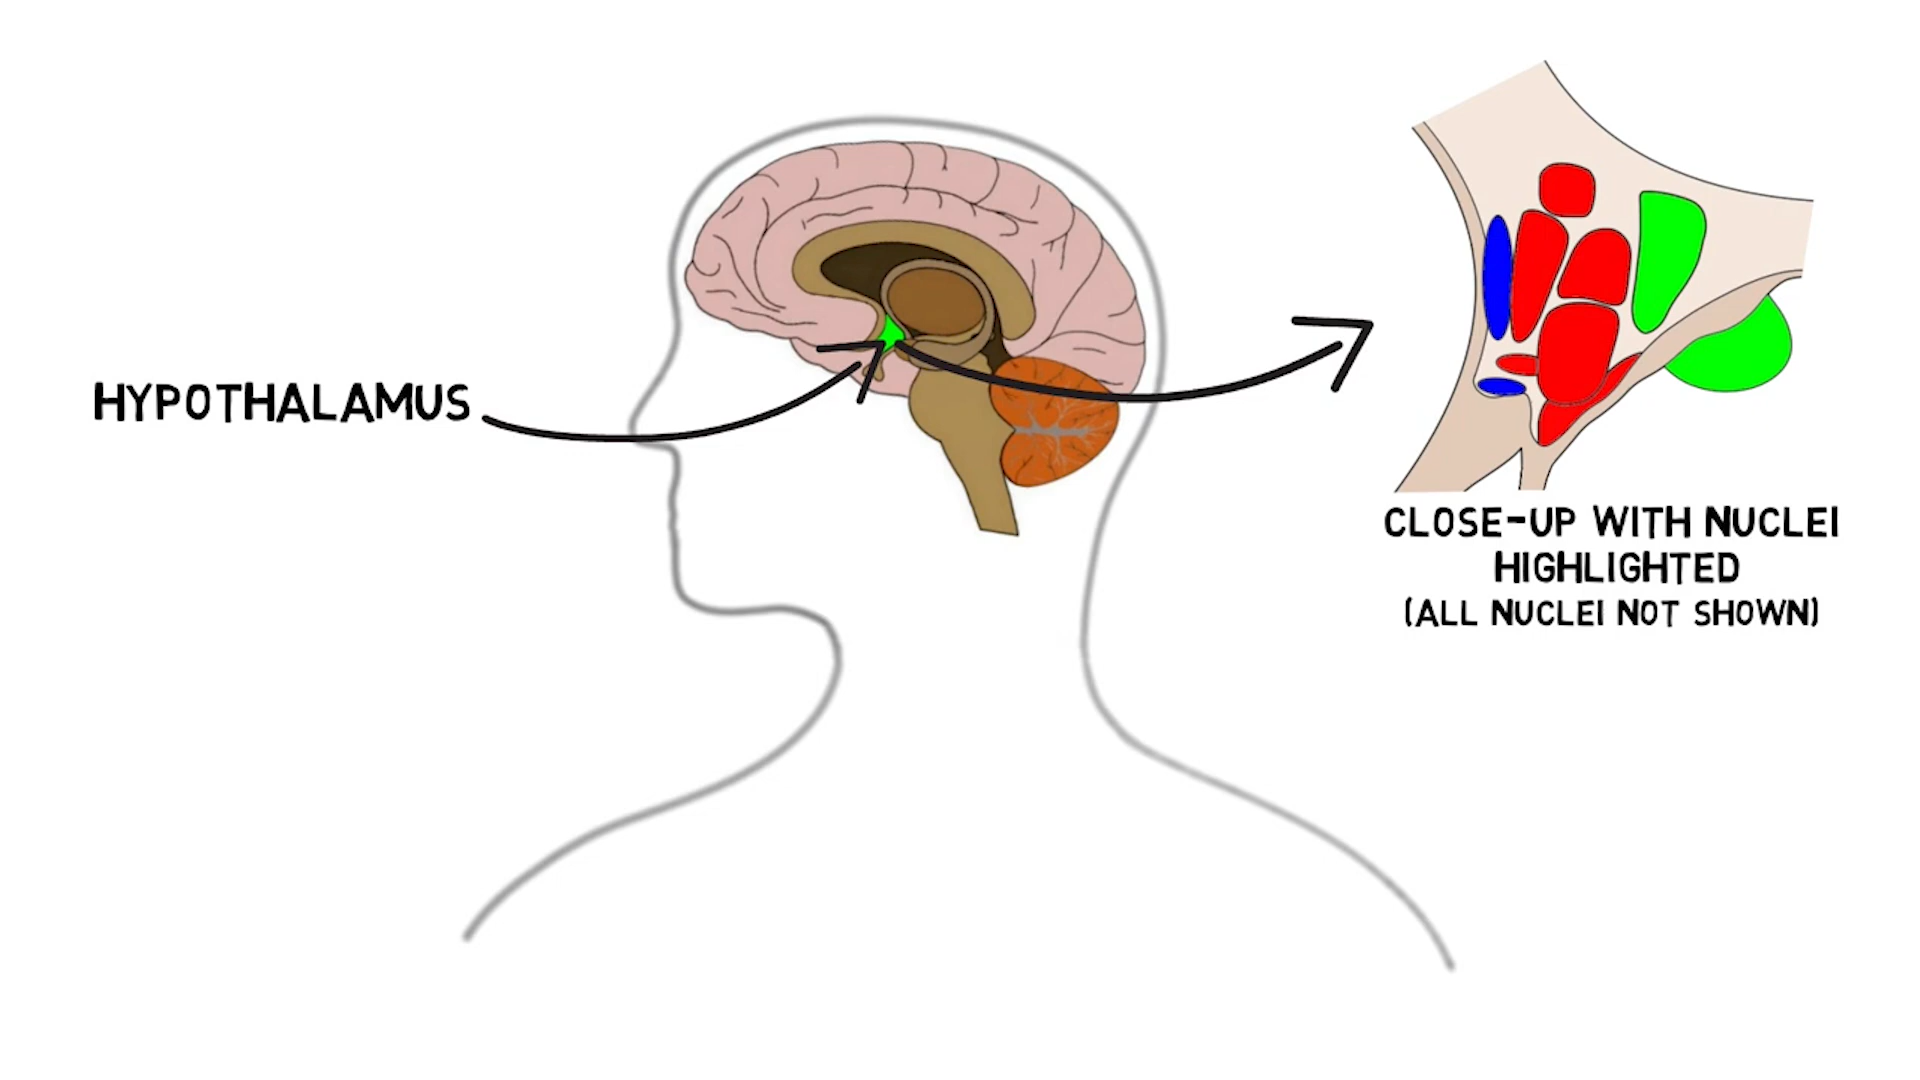 HYPOTHALAMUS
CLOSE-UP WITH NUCLEI
HIGHLIGHTED
(ALL NUCLEI NOT SHOWN)